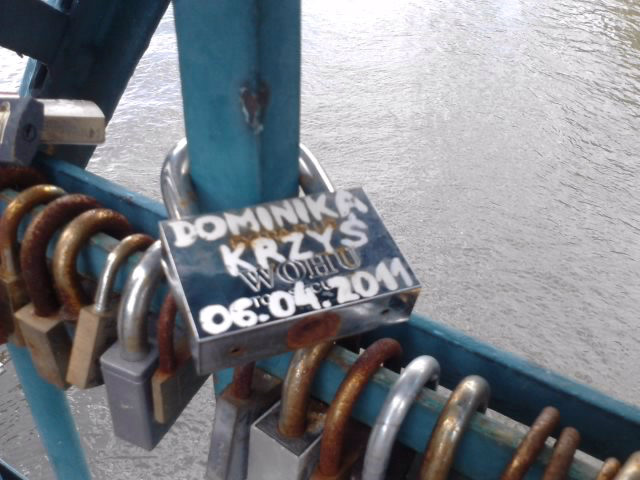 DOMINIKA
KRZYŚ
WOHU
06.04.2011